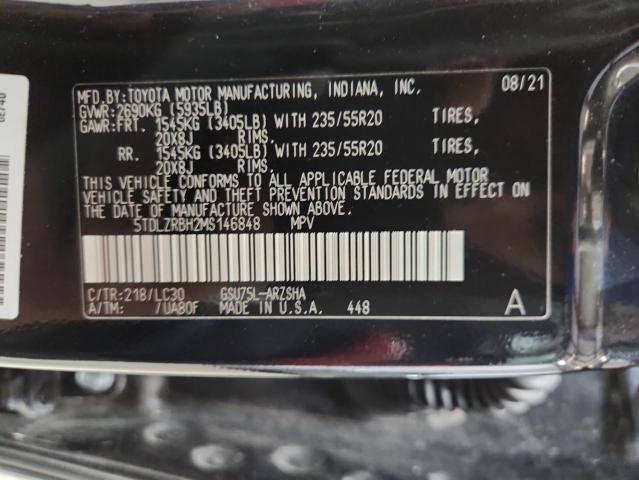 MFD.BY:TOYOTA MOTOR MANUFACTURING, INDIANA, INC. 08/21
GVWR:2690KG (5935LB)
GAWR:FRT. 1545KG (3405LB) WITH 235/55R20 TIRES,
20X8J RIMS.
RR. 1545KG (3405LB) WITH 235/55R20 TIRES,
20X8J RIMS.
THIS VEHICLE CONFORMS TO ALL APPLICABLE FEDERAL MOTOR
VEHICLE SAFETY AND THEFT PREVENTION STANDARDS IN EFFECT ON
THE DATE OF MANUFACTURE SHOWN ABOVE.
5TDLZRBH2MS146848 MPV
C/TR:218/LC30 GSU75L-ARZSHA
A/TM: /UA80F MADE IN U.S.A. 448 A